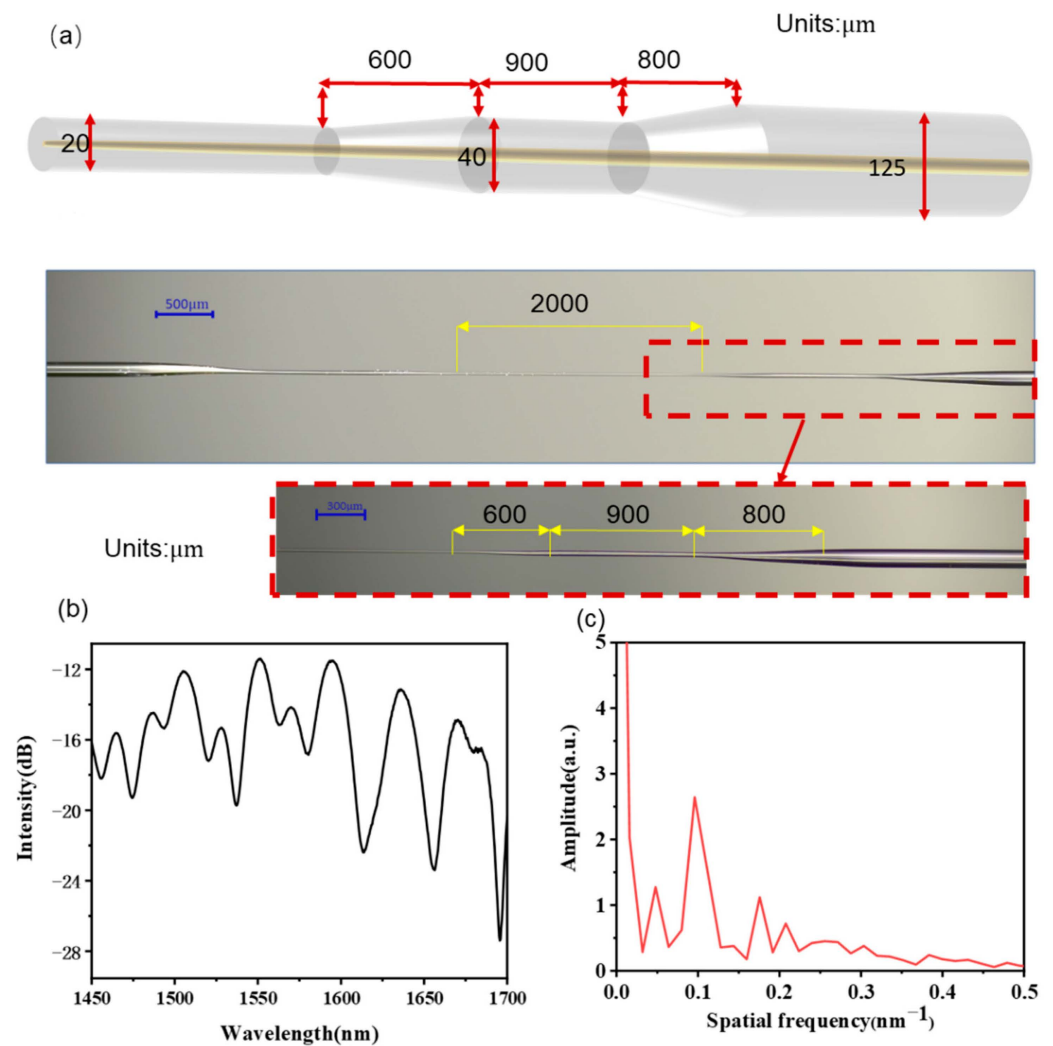 (a)
Units:μm
600 900 800
20 40 125
500μm
2000
300μm
600 900 800
Units:μm
(b)
(c)
−12
−16
−20
−24
−28
Intensity(dB)
1450 1500 1550 1600 1650 1700
Wavelength(nm)
5
4
3
2
1
0
Amplitude(a.u.)
0.0 0.1 0.2 0.3 0.4 0.5
Spatial frequency(nm⁻¹)